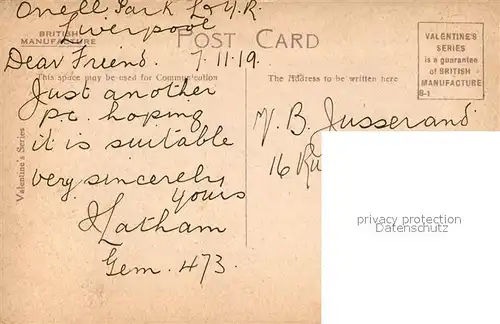 Orrell Park L&Y.R.
Liverpool
BRITISH
MANUFACTURE
POST CARD
VALENTINE'S
SERIES
is a guarantee
of BRITISH
MANUFACTURE
B-1
Dear Friend. 7.11.19.
This space may be used for Communication
The Address to be written here
Just another
pc. hoping
it is suitable
very sincerely
yours
Latham
Gem. 473.
Valentine's Series
M. B. Jusserand
16 Ru
privacy protection
Datenschutz